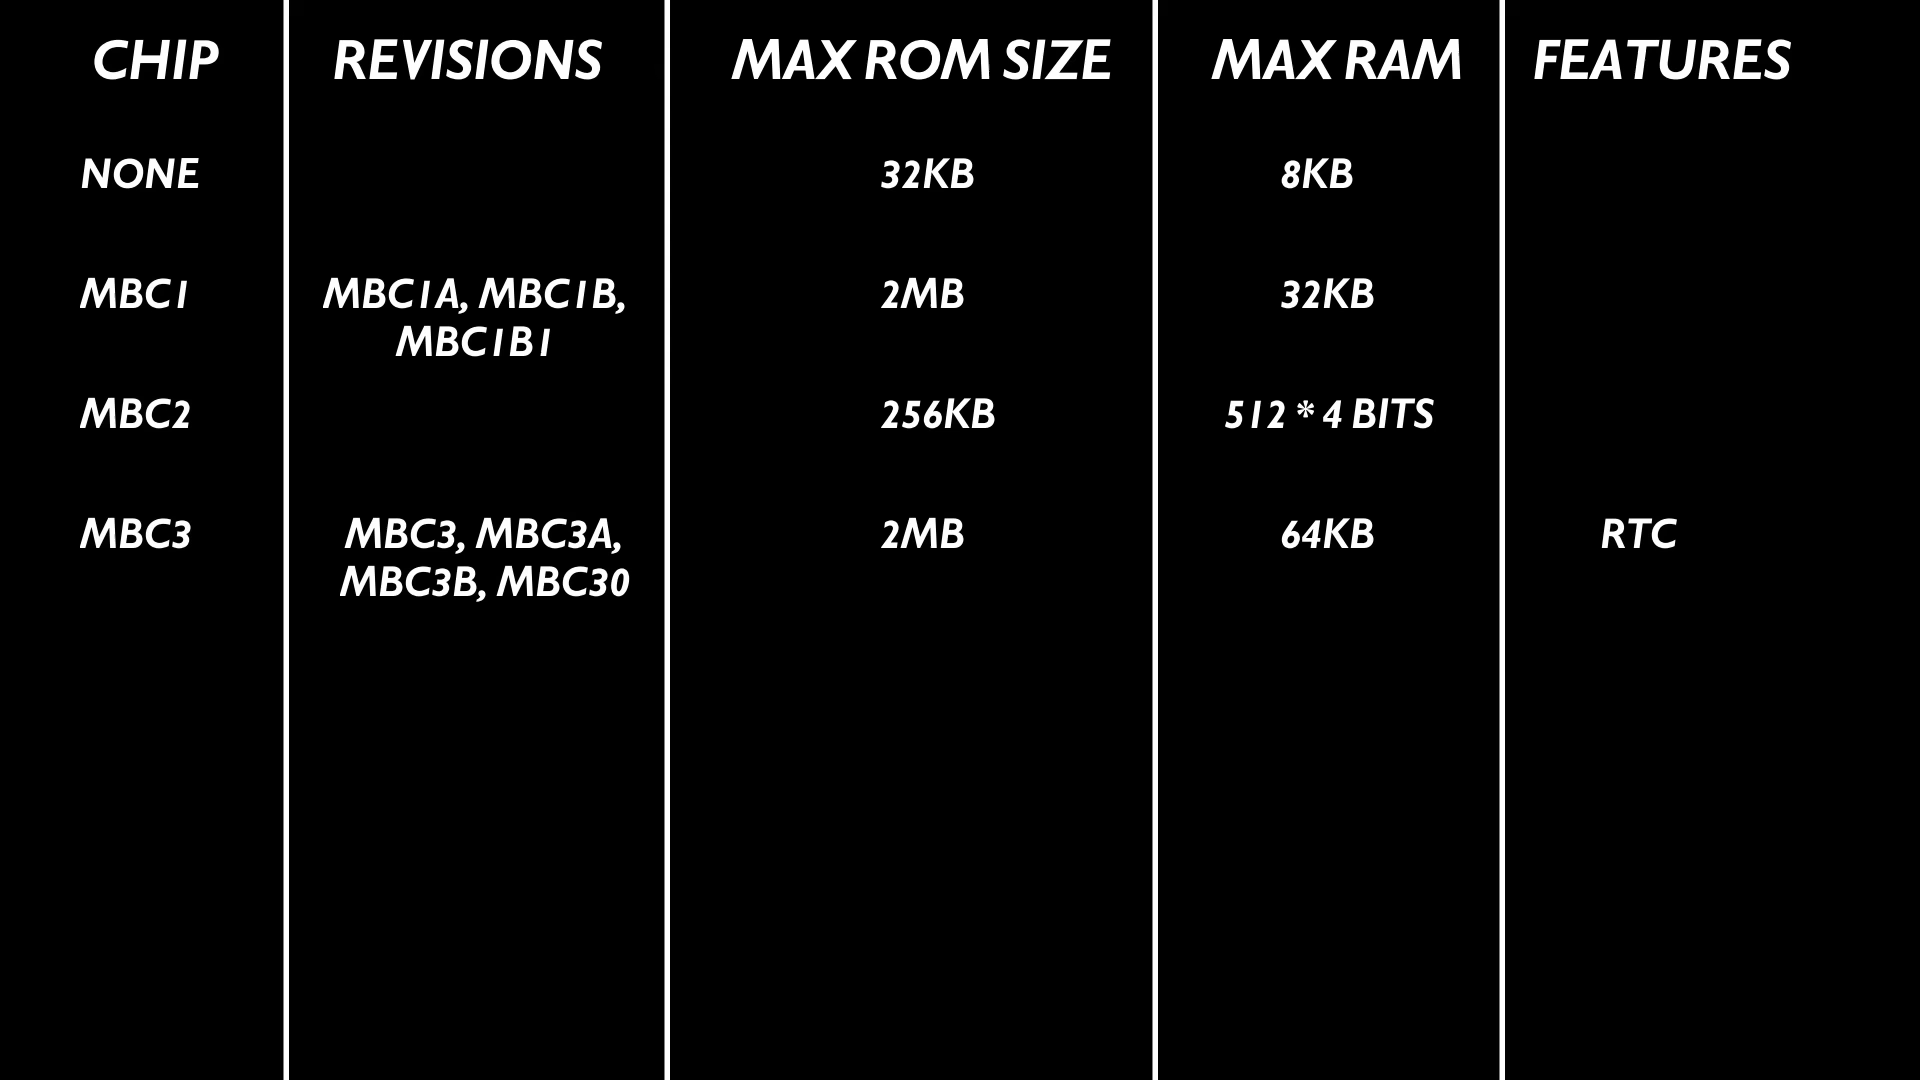 CHIP REVISIONS MAX ROM SIZE MAX RAM FEATURES
NONE 32KB 8KB
MBC1 MBC1A, MBC1B, 2MB 32KB
MBC1B1
MBC2 256KB 512 * 4 BITS
MBC3 MBC3, MBC3A, 2MB 64KB RTC
MBC3B, MBC30